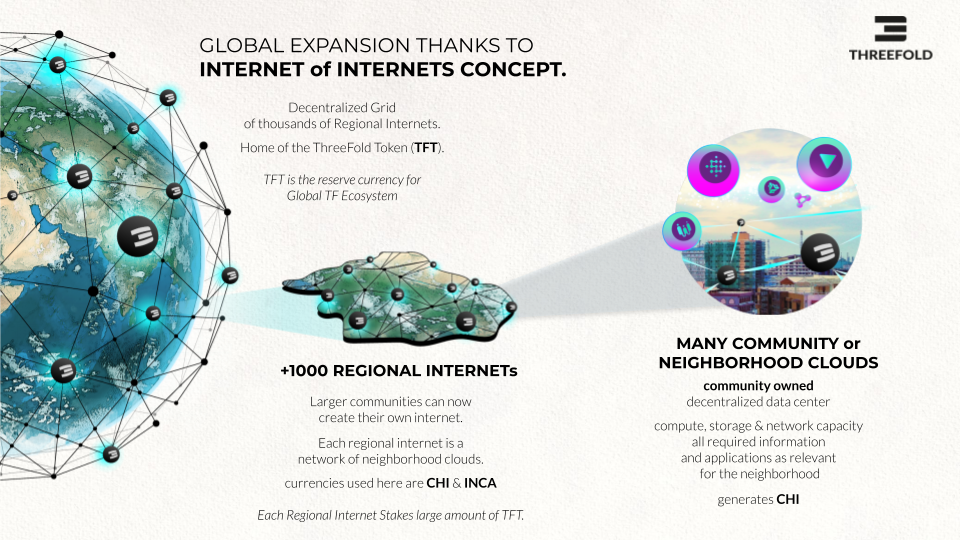 GLOBAL EXPANSION THANKS TO
INTERNET of INTERNETS CONCEPT.
THREEFOLD
Decentralized Grid
of thousands of Regional Internets.
Home of the ThreeFold Token (TFT).
TFT is the reserve currency for
Global TF Ecosystem
+1000 REGIONAL INTERNETs
Larger communities can now
create their own internet.
Each regional internet is a
network of neighborhood clouds.
currencies used here are CHI & INCA
Each Regional Internet Stakes large amount of TFT.
MANY COMMUNITY or
NEIGHBORHOOD CLOUDS
community owned
decentralized data center
compute, storage & network capacity
all required information
and applications as relevant
for the neighborhood
generates CHI